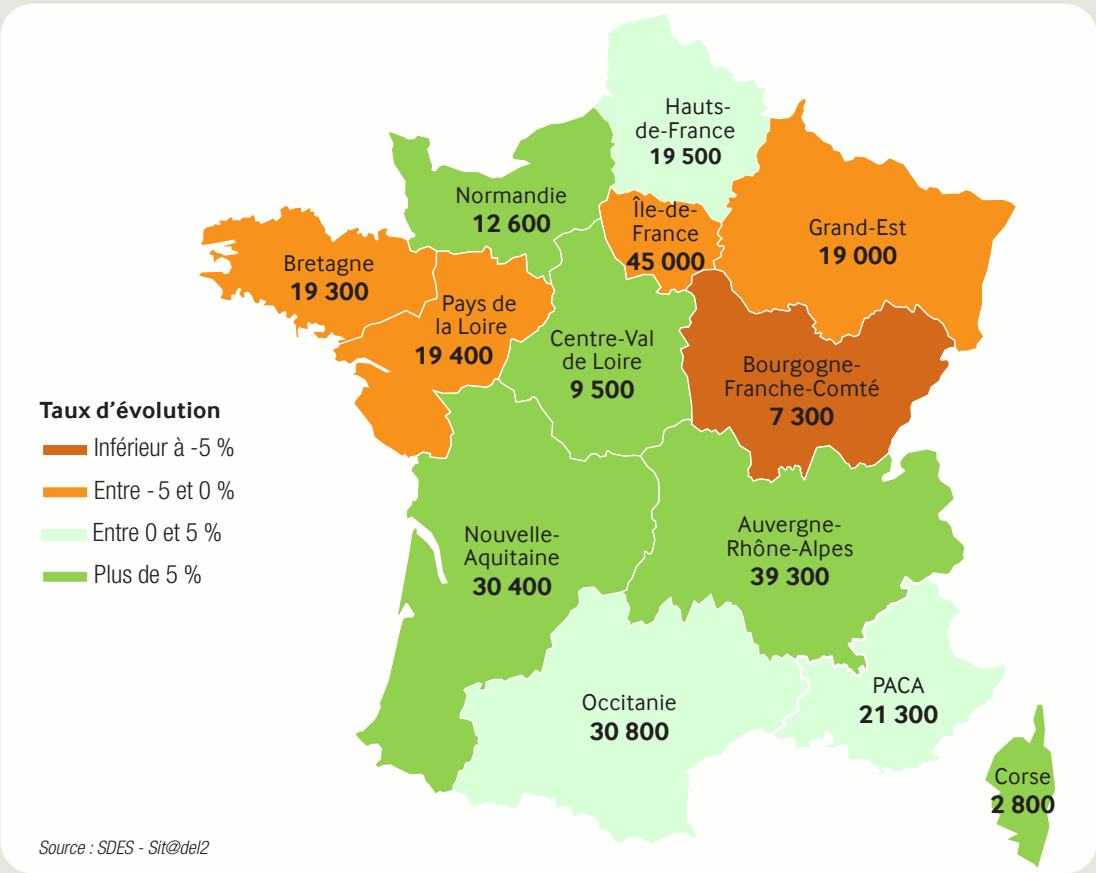 Hauts-
de-France
19 500
Normandie
12 600
Île-de-
France
45 000
Grand-Est
19 000
Bretagne
19 300
Pays de
la Loire
19 400
Centre-Val
de Loire
9 500
Bourgogne-
Franche-Comté
7 300
Taux d'évolution
Inférieur à -5 %
Entre - 5 et 0 %
Entre 0 et 5 %
Plus de 5 %
Nouvelle-
Aquitaine
30 400
Auvergne-
Rhône-Alpes
39 300
Occitanie
30 800
PACA
21 300
Corse
2 800
Source : SDES - Sit@del2